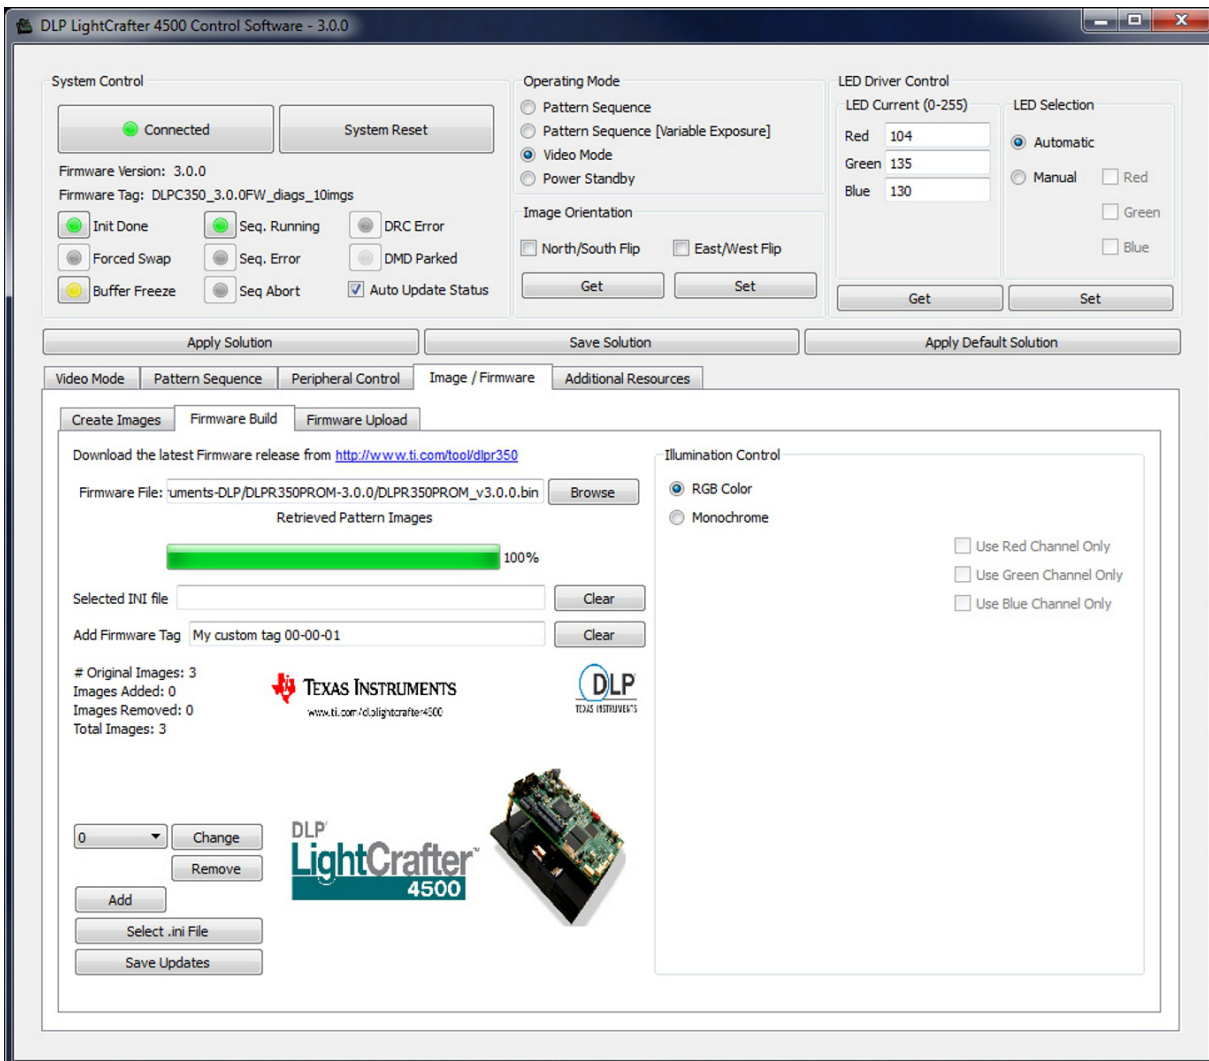 DLP LightCrafter 4500 Control Software - 3.0.0
System Control
Connected
System Reset
Firmware Version: 3.0.0
Firmware Tag: DLPC350_3.0.0FW_diags_10imgs
Init Done
Seq. Running
DRC Error
Forced Swap
Seq. Error
DMD Parked
Buffer Freeze
Seq Abort
Auto Update Status
Operating Mode
Pattern Sequence
Pattern Sequence [Variable Exposure]
Video Mode
Power Standby
Image Orientation
North/South Flip
East/West Flip
Get
Set
LED Driver Control
LED Current (0-255)
Red 104
Green 135
Blue 130
LED Selection
Automatic
Manual
Red
Green
Blue
Get
Set
Apply Solution
Save Solution
Apply Default Solution
Video Mode
Pattern Sequence
Peripheral Control
Image / Firmware
Additional Resources
Create Images
Firmware Build
Firmware Upload
Download the latest Firmware release from http://www.ti.com/tool/dlpr350
Firmware File: uments-DLP/DLPR350PROM-3.0.0/DLPR350PROM_v3.0.0.bin
Browse
Retrieved Pattern Images
100%
Selected INI file
Clear
Add Firmware Tag My custom tag 00-00-01
Clear
# Original Images: 3
Images Added: 0
Images Removed: 0
Total Images: 3
TEXAS INSTRUMENTS
www.ti.com/dlplightcrafter4500
DLP
TEXAS INSTRUMENTS
0
Change
Remove
Add
Select .ini File
Save Updates
DLP
LightCrafter™
4500
Illumination Control
RGB Color
Monochrome
Use Red Channel Only
Use Green Channel Only
Use Blue Channel Only